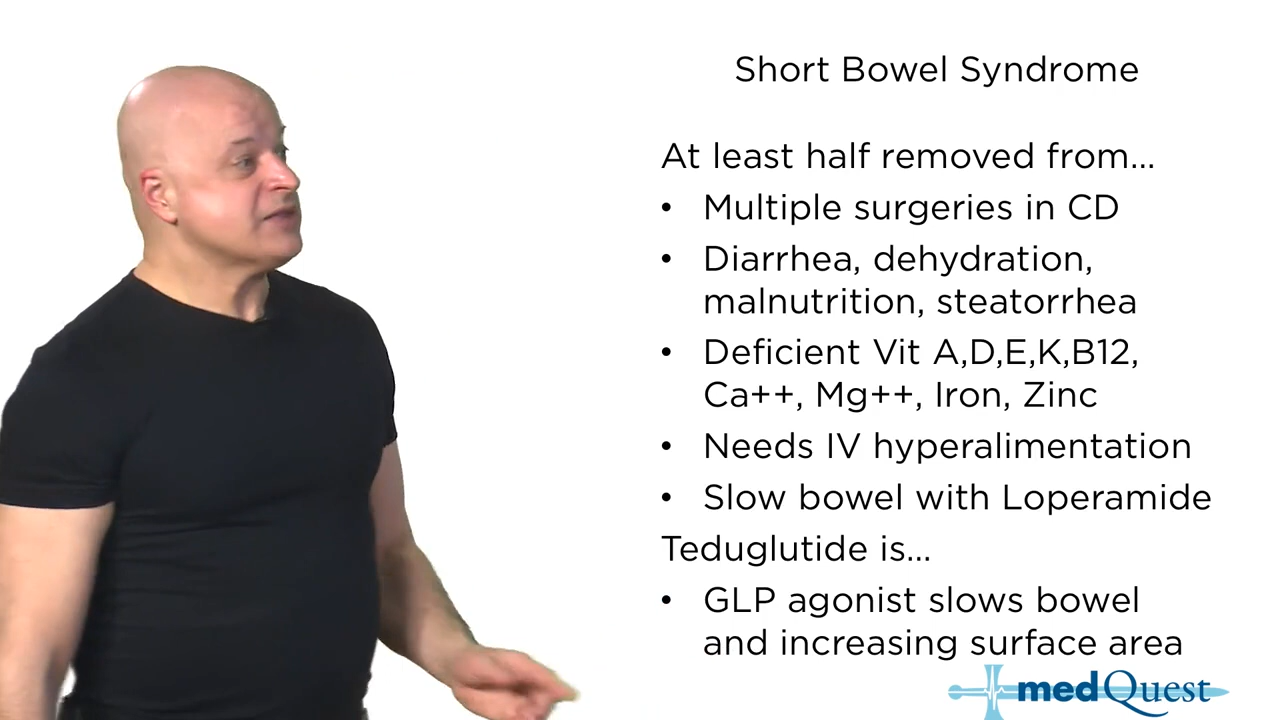 Short Bowel Syndrome
At least half removed from...
• Multiple surgeries in CD
• Diarrhea, dehydration,
malnutrition, steatorrhea
• Deficient Vit A,D,E,K,B12,
Ca++, Mg++, Iron, Zinc
• Needs IV hyperalimentation
• Slow bowel with Loperamide
Teduglutide is...
• GLP agonist slows bowel
and increasing surface area
medQuest